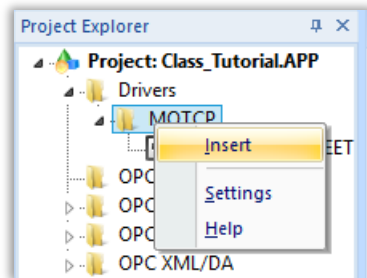 Project Explorer
Project: Class_Tutorial.APP
Drivers
MOTCP
Insert
EET
OPC
Settings
OPC
OPC
Help
OPC XML/DA